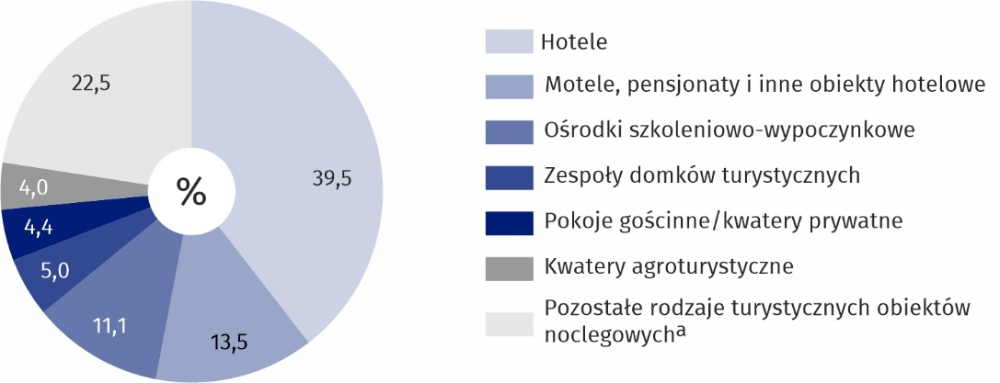 22,5
39,5
4,0
%
4,4
5,0
11,1
13,5
Hotele
Motele, pensjonaty i inne obiekty hotelowe
Ośrodki szkoleniowo-wypoczynkowe
Zespoły domków turystycznych
Pokoje gościnne/kwatery prywatne
Kwatery agroturystyczne
Pozostałe rodzaje turystycznych obiektów
noclegowychª